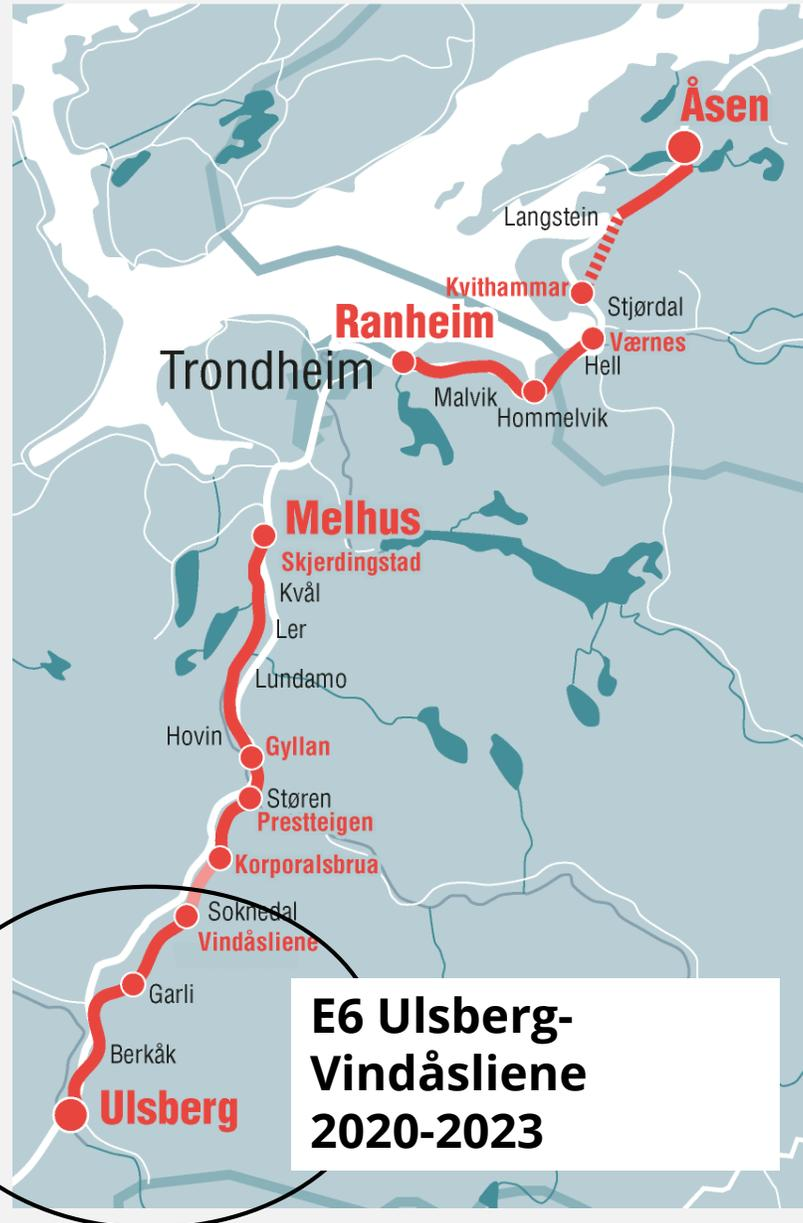 Åsen
Langstein
Kvithammar
Stjørdal
Ranheim
Værnes
Trondheim
Hell
Malvik
Hommelvik
Melhus
Skjerdingstad
Kvål
Ler
Lundamo
Hovin
Gyllan
Støren
Prestteigen
Korporalsbrua
Soknedal
Vindåsliene
Garli
Berkåk
Ulsberg
E6 Ulsberg-
Vindåsliene
2020-2023